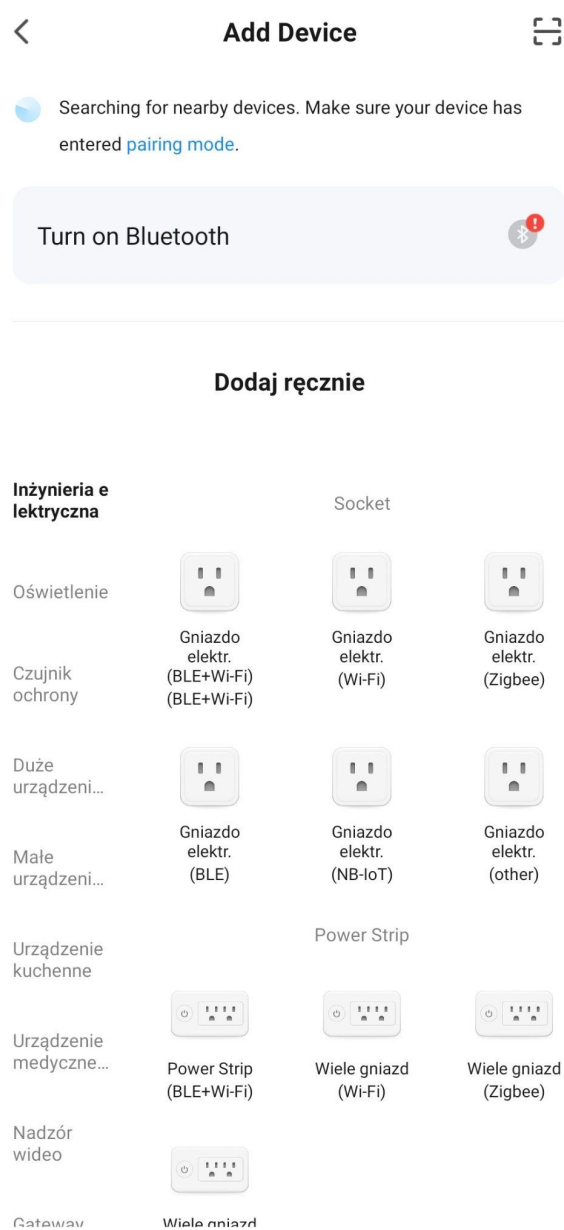 Add Device
Searching for nearby devices. Make sure your device has
entered pairing mode.
Turn on Bluetooth
Dodaj ręcznie
Inżynieria e
lektryczna
Oświetlenie
Czujnik
ochrony
Duże
urządzeni...
Małe
urządzeni...
Urządzenie
kuchenne
Urządzenie
medyczne...
Nadzór
wideo
Gateway
Socket
Gniazdo
elektr.
(BLE+Wi-Fi)
(BLE+Wi-Fi)
Gniazdo
elektr.
(Wi-Fi)
Gniazdo
elektr.
(Zigbee)
Gniazdo
elektr.
(BLE)
Gniazdo
elektr.
(NB-IoT)
Gniazdo
elektr.
(other)
Power Strip
Power Strip
(BLE+Wi-Fi)
Wiele gniazd
(Wi-Fi)
Wiele gniazd
(Zigbee)
Wiele gniazd